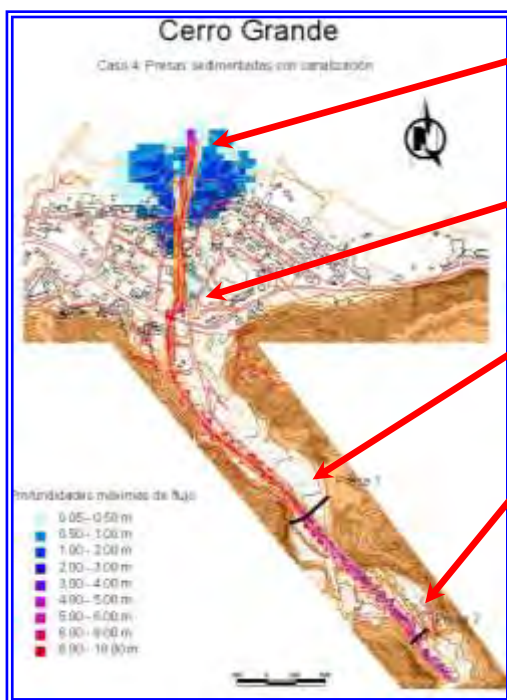 Cerro Grande
Caso 4: Presas sedimentadas con canalización
N
Presa 1
Profundidades máximas de flujo
0.05 - 0.50 m
0.50 - 1.00 m
1.00 - 2.00 m
2.00 - 3.00 m
3.00 - 4.00 m
4.00 - 5.00 m
5.00 - 6.00 m
6.00 - 8.00 m
8.00 - 10.00 m
Presa 2